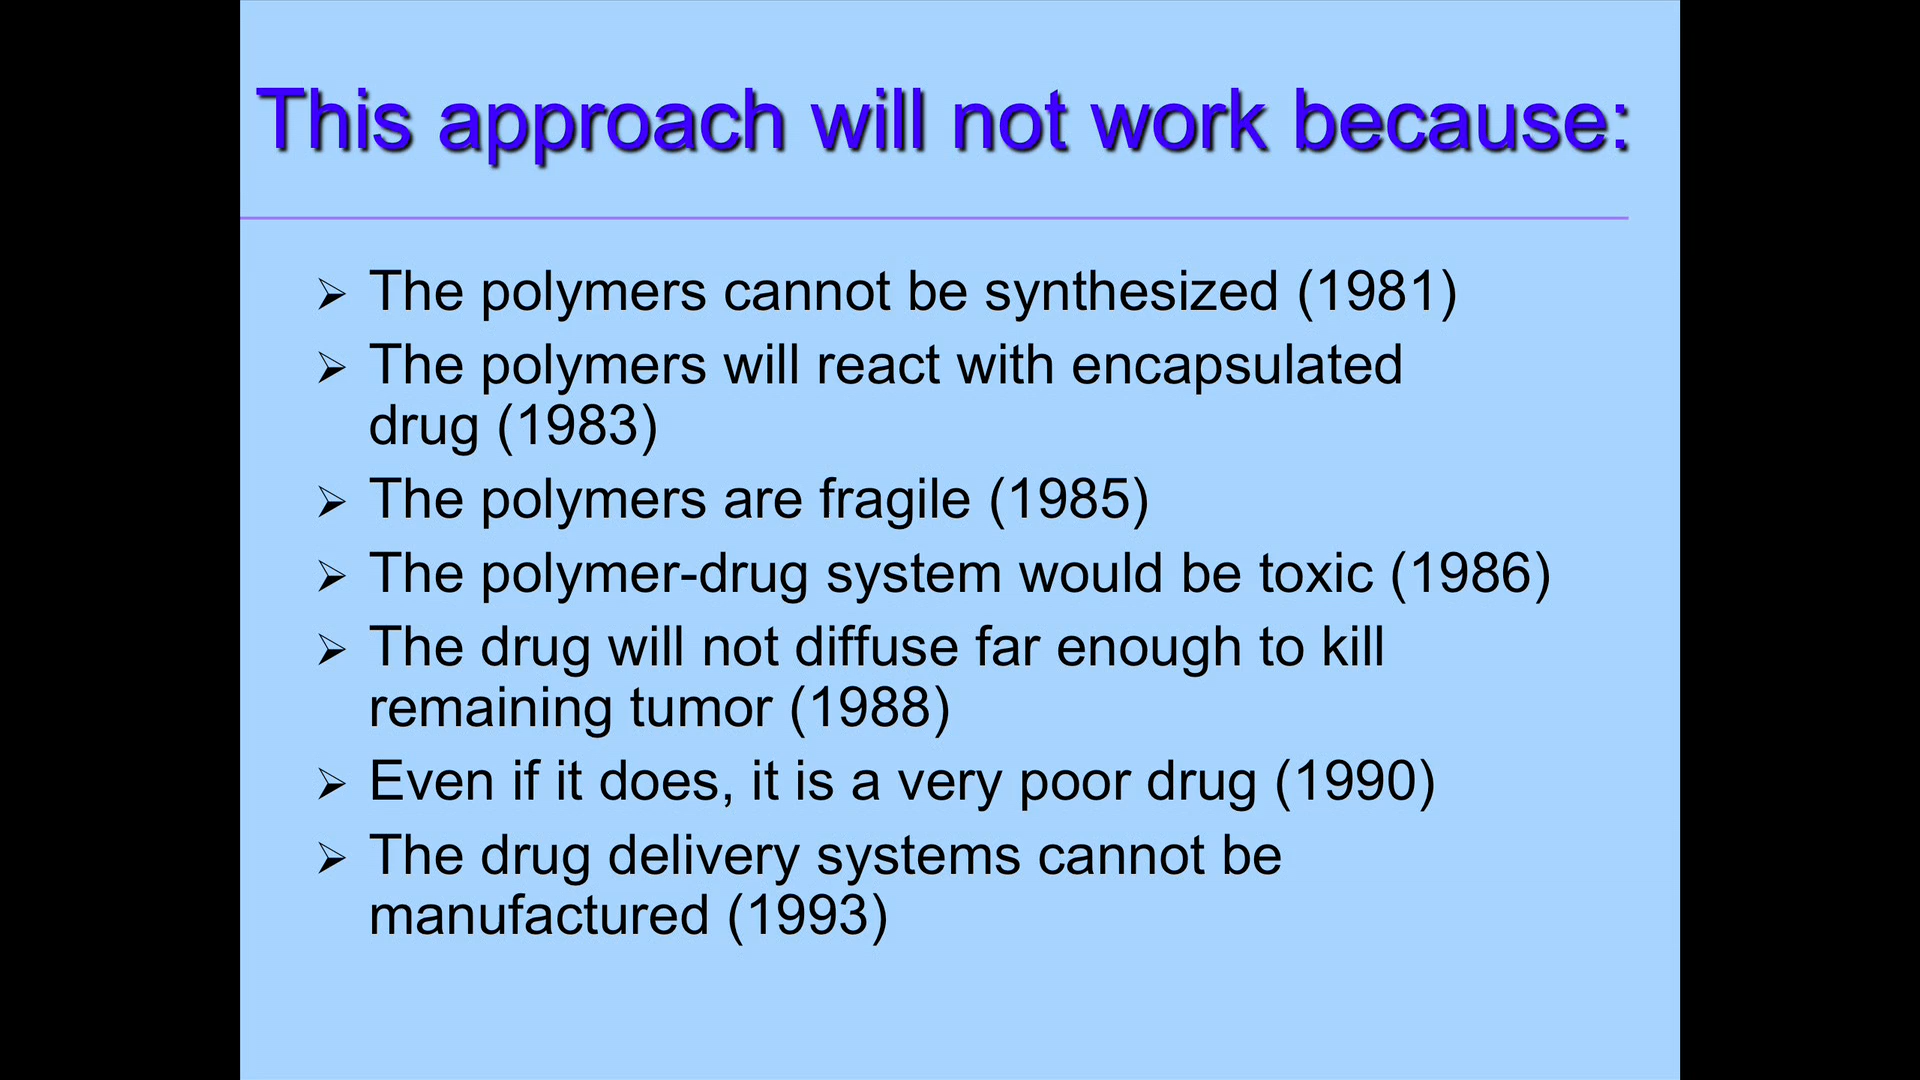 This approach will not work because:
➢ The polymers cannot be synthesized (1981)
➢ The polymers will react with encapsulated
drug (1983)
➢ The polymers are fragile (1985)
➢ The polymer-drug system would be toxic (1986)
➢ The drug will not diffuse far enough to kill
remaining tumor (1988)
➢ Even if it does, it is a very poor drug (1990)
➢ The drug delivery systems cannot be
manufactured (1993)